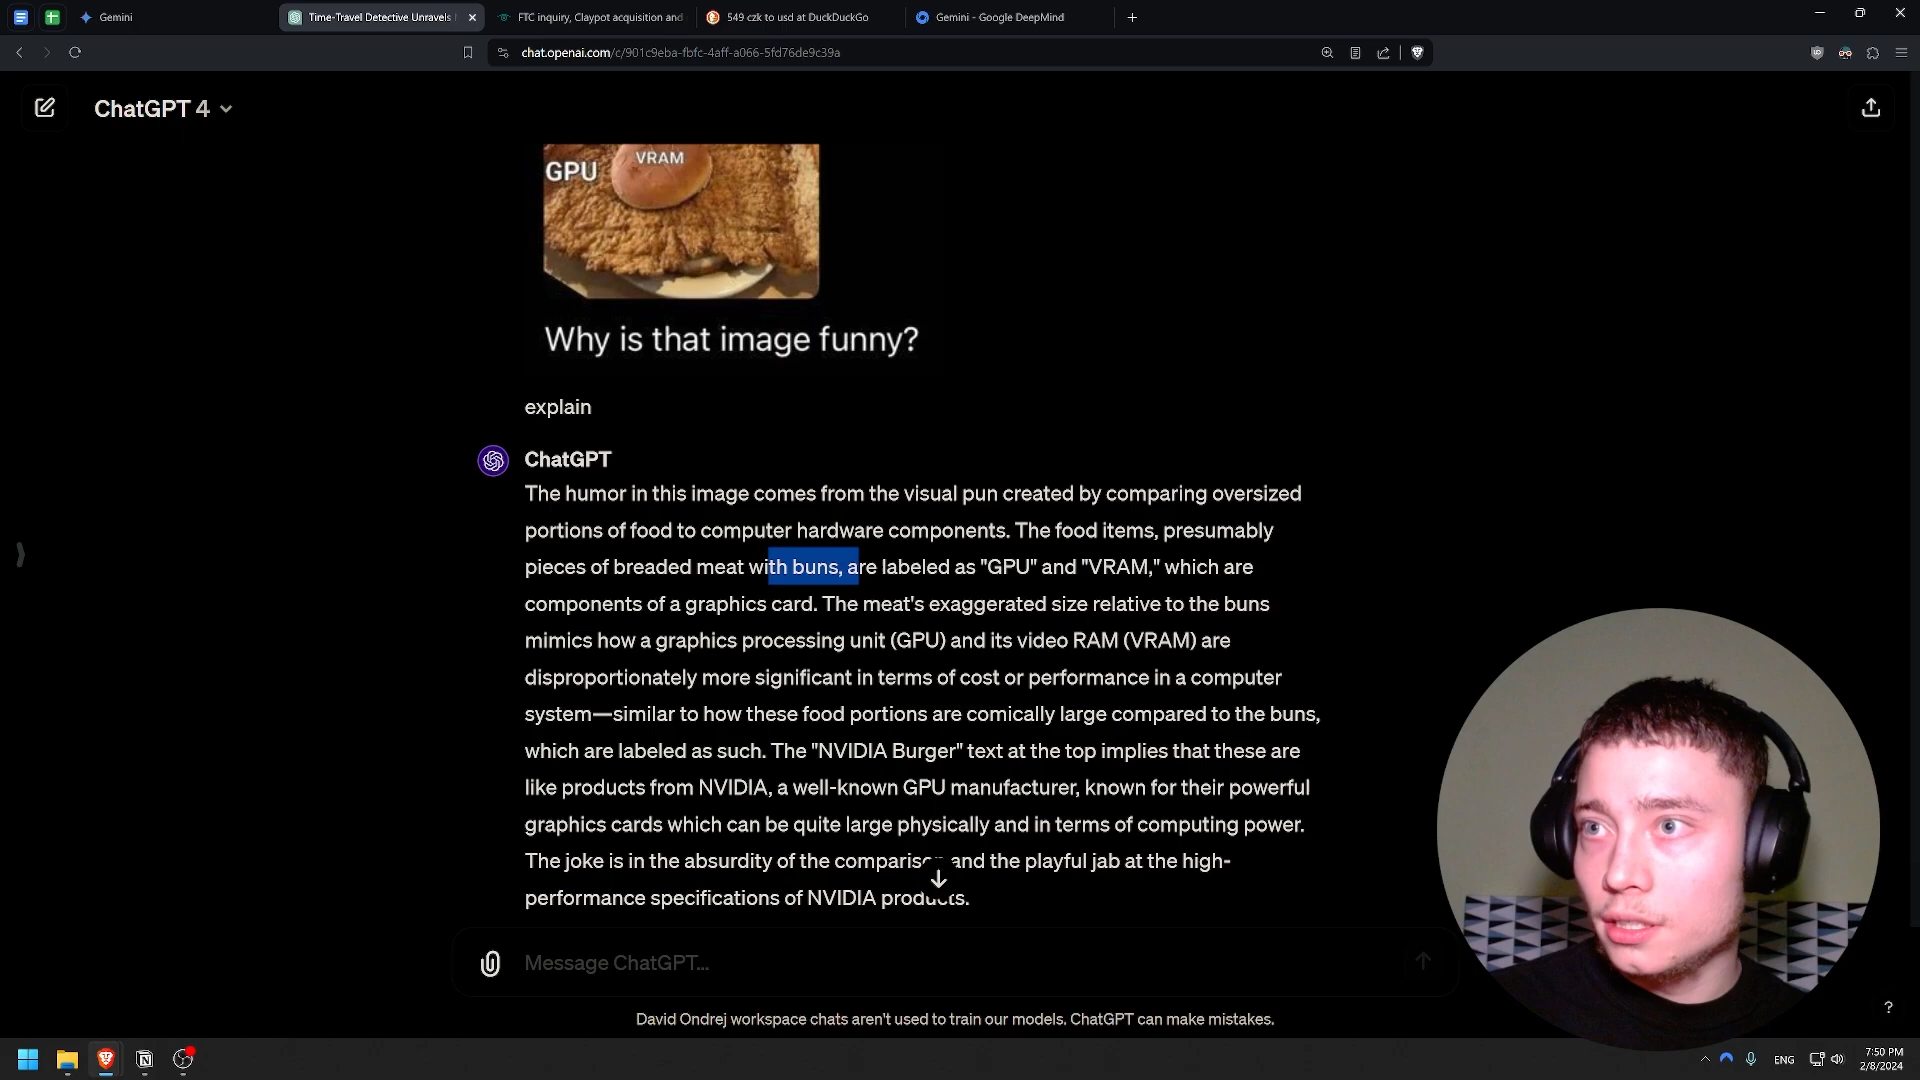 Gemini
Time-Travel Detective Unravels
FTC inquiry, Claypot acquisition and
549 czk to usd at DuckDuckGo
Gemini - Google DeepMind
chat.openai.com/c/901c9eba-fbfc-4aff-a066-5fd76de9c39a
ChatGPT 4
VRAM
GPU
Why is that image funny?
explain
ChatGPT
The humor in this image comes from the visual pun created by comparing oversized
portions of food to computer hardware components. The food items, presumably
pieces of breaded meat with buns, are labeled as "GPU" and "VRAM," which are
components of a graphics card. The meat's exaggerated size relative to the buns
mimics how a graphics processing unit (GPU) and its video RAM (VRAM) are
disproportionately more significant in terms of cost or performance in a computer
system—similar to how these food portions are comically large compared to the buns,
which are labeled as such. The "NVIDIA Burger" text at the top implies that these are
like products from NVIDIA, a well-known GPU manufacturer, known for their powerful
graphics cards which can be quite large physically and in terms of computing power.
The joke is in the absurdity of the comparison and the playful jab at the high-
performance specifications of NVIDIA products.
Message ChatGPT...
David Ondrej workspace chats aren't used to train our models. ChatGPT can make mistakes.
?
ENG
7:50 PM
2/8/2024